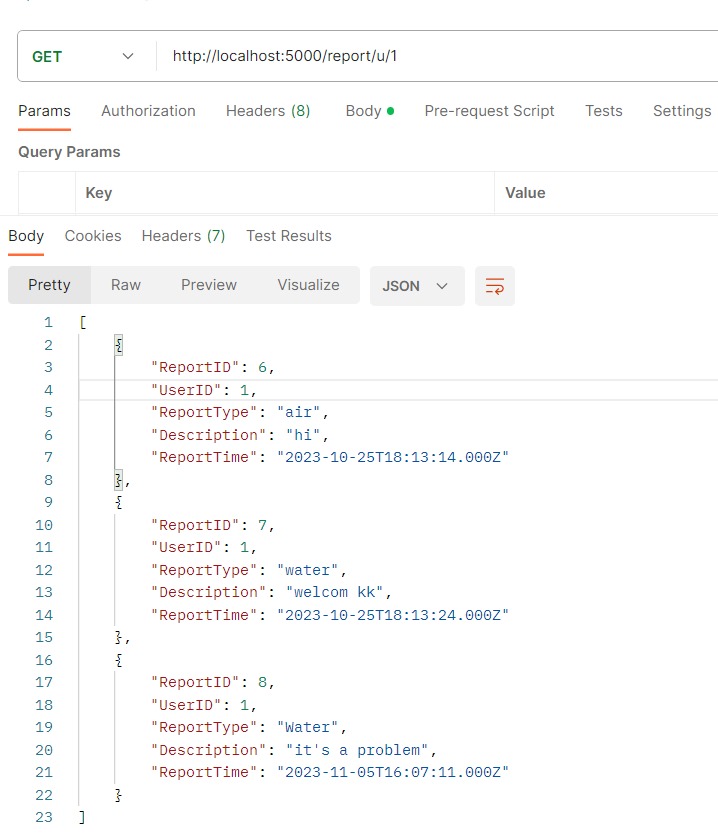 GET http://localhost:5000/report/u/1
Params Authorization Headers (8) Body Pre-request Script Tests Settings
Query Params
Key Value
Body Cookies Headers (7) Test Results
Pretty Raw Preview Visualize JSON
1 [
2 {
3 "ReportID": 6,
4 "UserID": 1,
5 "ReportType": "air",
6 "Description": "hi",
7 "ReportTime": "2023-10-25T18:13:14.000Z"
8 },
9 {
10 "ReportID": 7,
11 "UserID": 1,
12 "ReportType": "water",
13 "Description": "welcom kk",
14 "ReportTime": "2023-10-25T18:13:24.000Z"
15 },
16 {
17 "ReportID": 8,
18 "UserID": 1,
19 "ReportType": "Water",
20 "Description": "it's a problem",
21 "ReportTime": "2023-11-05T16:07:11.000Z"
22 }
23 ]